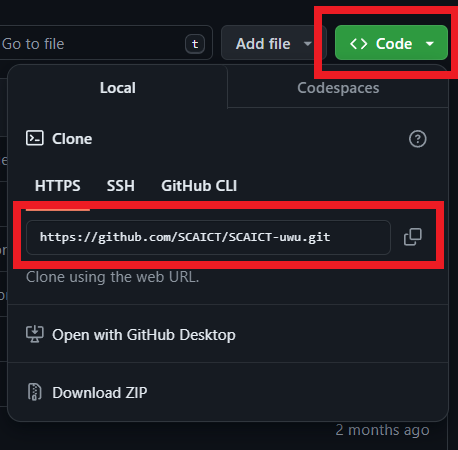 Go to file t Add file <> Code
Local Codespaces
Clone
HTTPS SSH GitHub CLI
https://github.com/SCAICT/SCAICT-uwu.git
Clone using the web URL.
Open with GitHub Desktop
Download ZIP
2 months ago